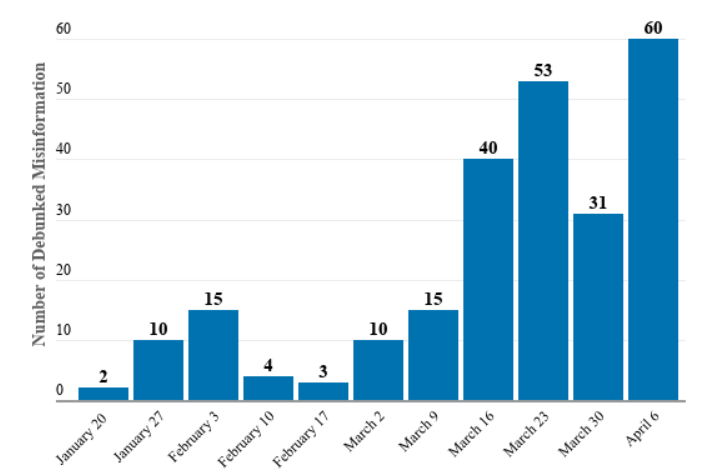 Number of Debunked Misinformation
60
50
40
30
20
10
0
2
10
15
4
3
10
15
40
53
31
60
January 20
January 27
February 3
February 10
February 17
March 2
March 9
March 16
March 23
March 30
April 6